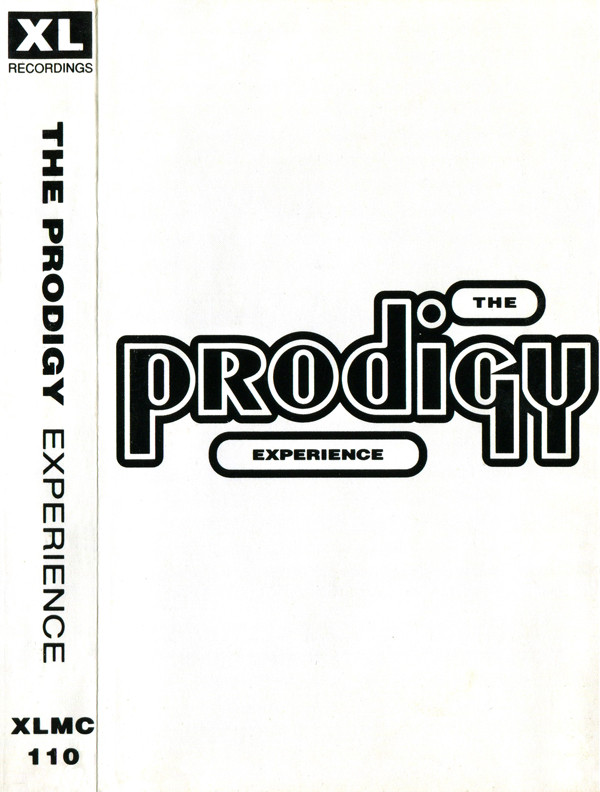 XL
RECORDINGS
THE PRODIGY EXPERIENCE
XLMC
110
THE
prodigy
EXPERIENCE